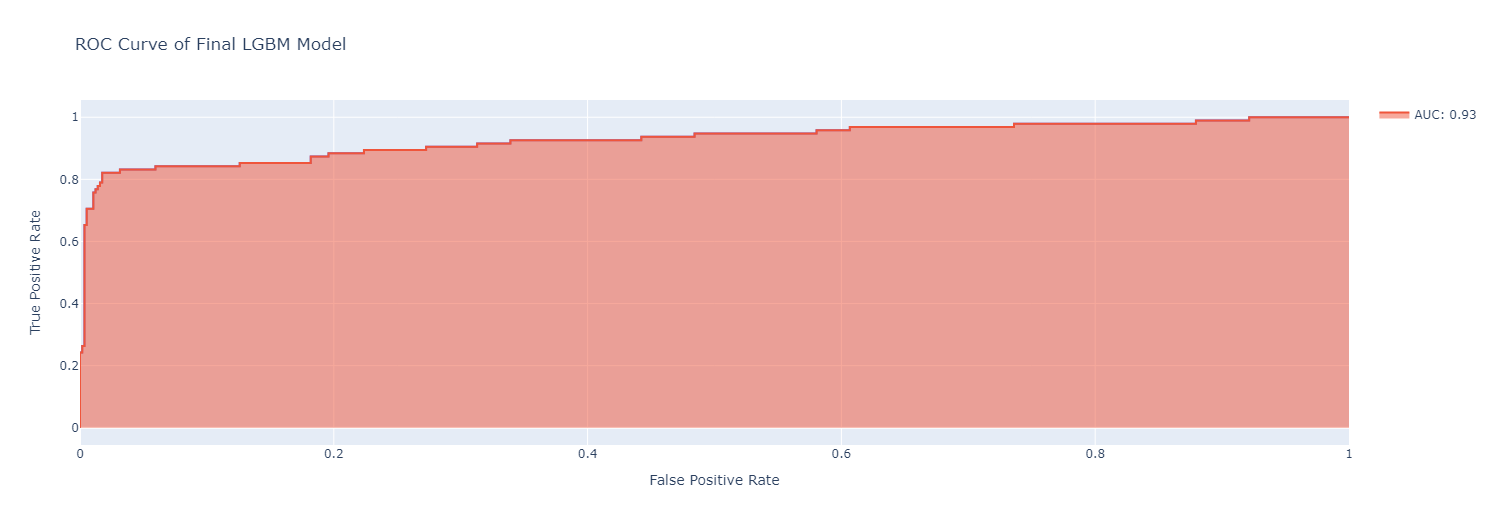 ROC Curve of Final LGBM Model
AUC: 0.93
True Positive Rate
1
0.8
0.6
0.4
0.2
0
0 0.2 0.4 0.6 0.8 1
False Positive Rate